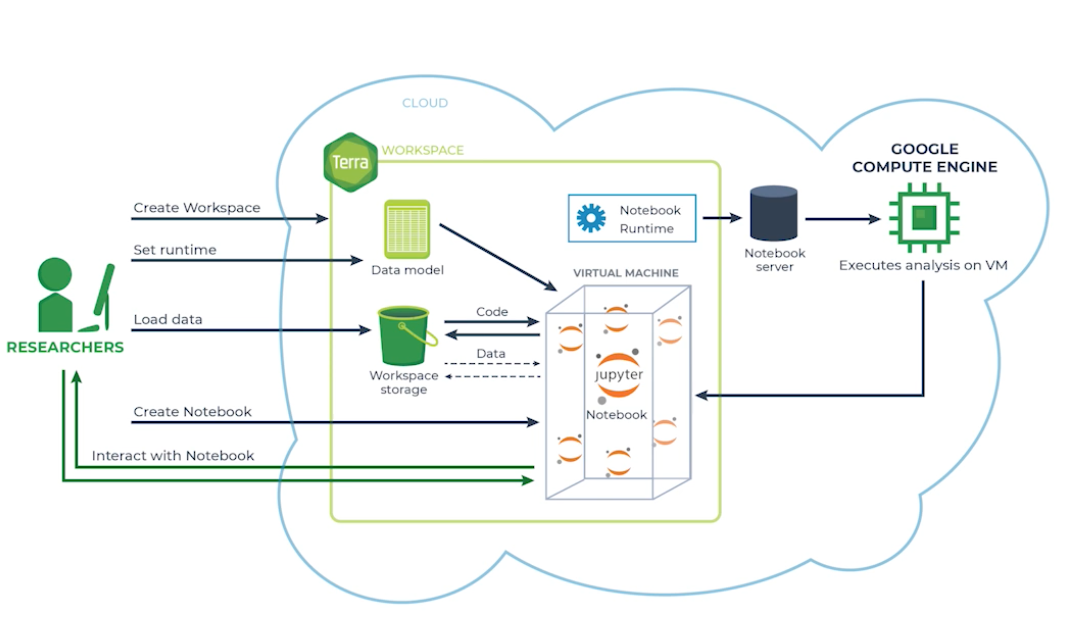 CLOUD
Terra
WORKSPACE
GOOGLE
COMPUTE ENGINE
Create Workspace
Notebook
Runtime
Set runtime
Data model
Notebook
server
Executes analysis on VM
VIRTUAL MACHINE
Load data
Code
RESEARCHERS
Data
Workspace
storage
jupyter
Notebook
Create Notebook
Interact with Notebook